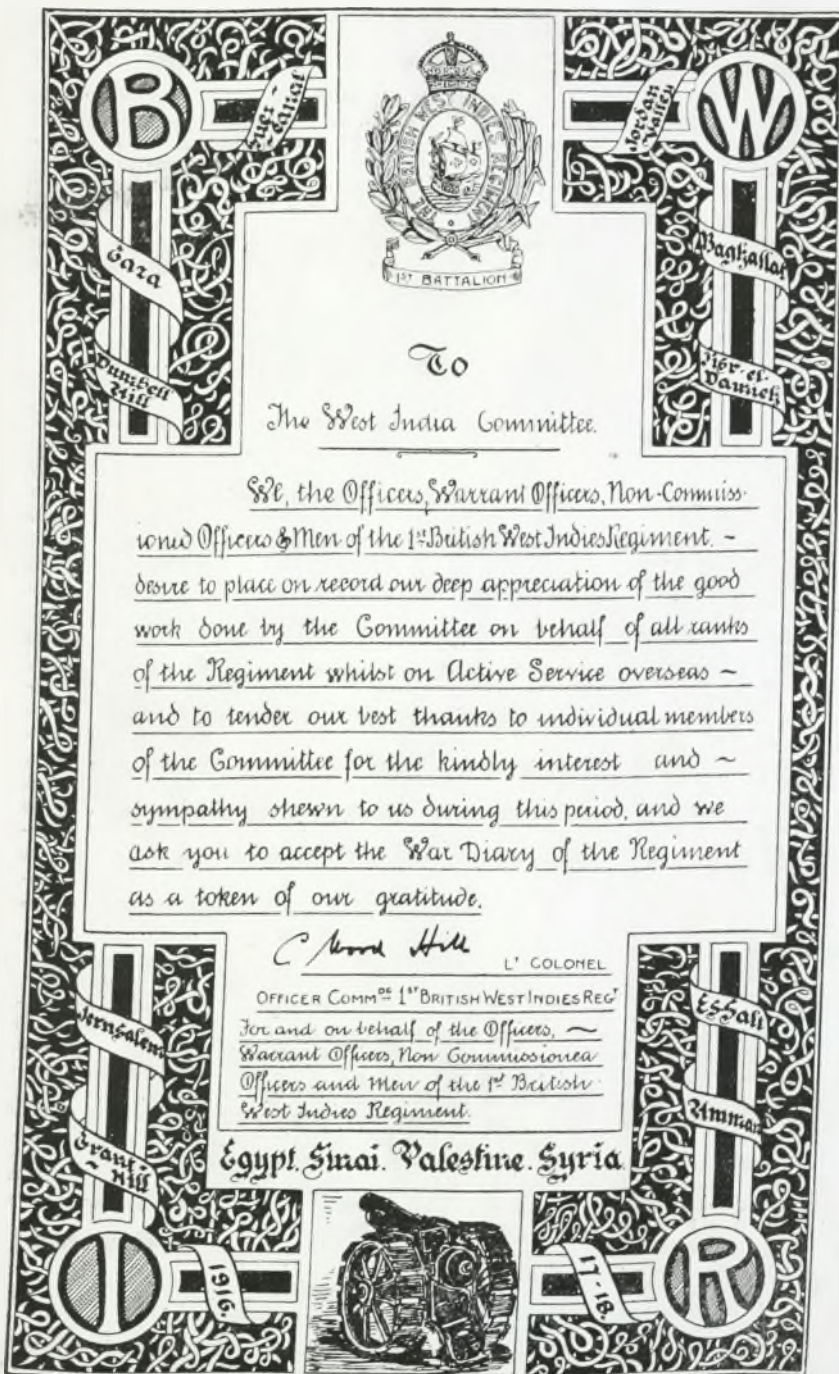 B
Suez-
Canal
Jordan
Valley
W
THE BRITISH WEST INDIES REGIMENT
1ST BATTALION
Gaza
Dumbell
Hill
Baghallat
To
The West India Committee.
We, the Officers, Warrant Officers, Non-Commiss-
ioned Officers & Men of the 1st British West Indies Regiment. ~
desire to place on record our deep appreciation of the good
work done by the Committee on behalf of all ranks
of the Regiment whilst on Active Service overseas ~
and to tender our best thanks to individual members
of the Committee for the kindly interest and ~
sympathy shewn to us during this period, and we
ask you to accept the War Diary of the Regiment
as a token of our gratitude.
C Wood Hill
Lt COLONEL
OFFICER COMMDG 1ST BRITISH WEST INDIES REGT
For and on behalf of the Officers, ~
Warrant Officers, Non Commissioned
Officers and Men of the 1st British
West Indies Regiment.
Jerusalem
Grant-
~ Hill
Es Salt
Amman
Egypt. Sinai. Palestine. Syria.
I
1916.
17-18.
R